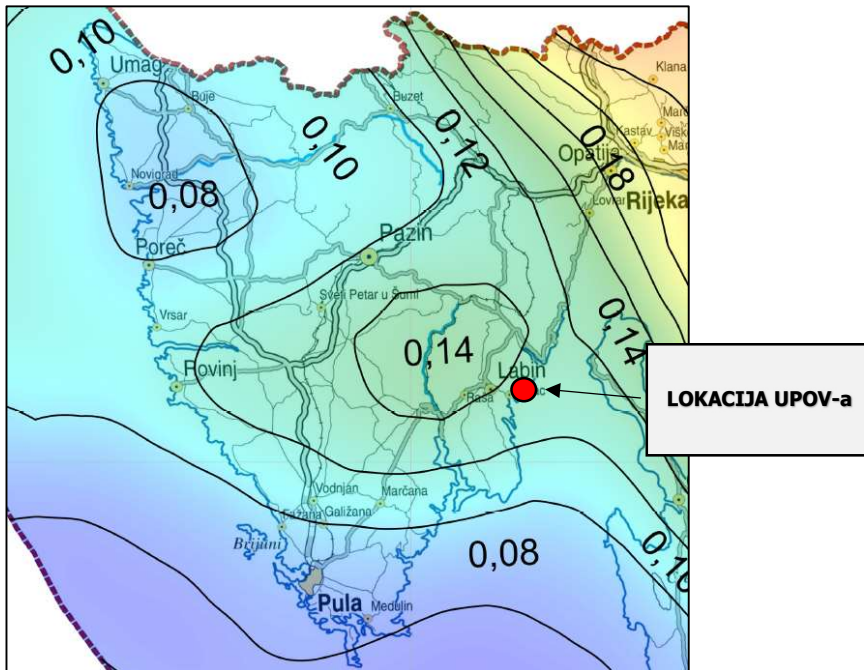 0,10
Umag
Buje
Buzet
Klana
Kastav
Opatija
0,18
Rijeka
Lovran
0,12
0,10
Novigrad
0,08
Poreč
Pazin
Sveti Petar u Šumi
Vrsar
Rovinj
0,14
Labin
Raša
0,14
LOKACIJA UPOV-a
Vodnjan
Marčana
Fažana
Galižana
Brijuni
0,08
0,10
Pula
Medulin